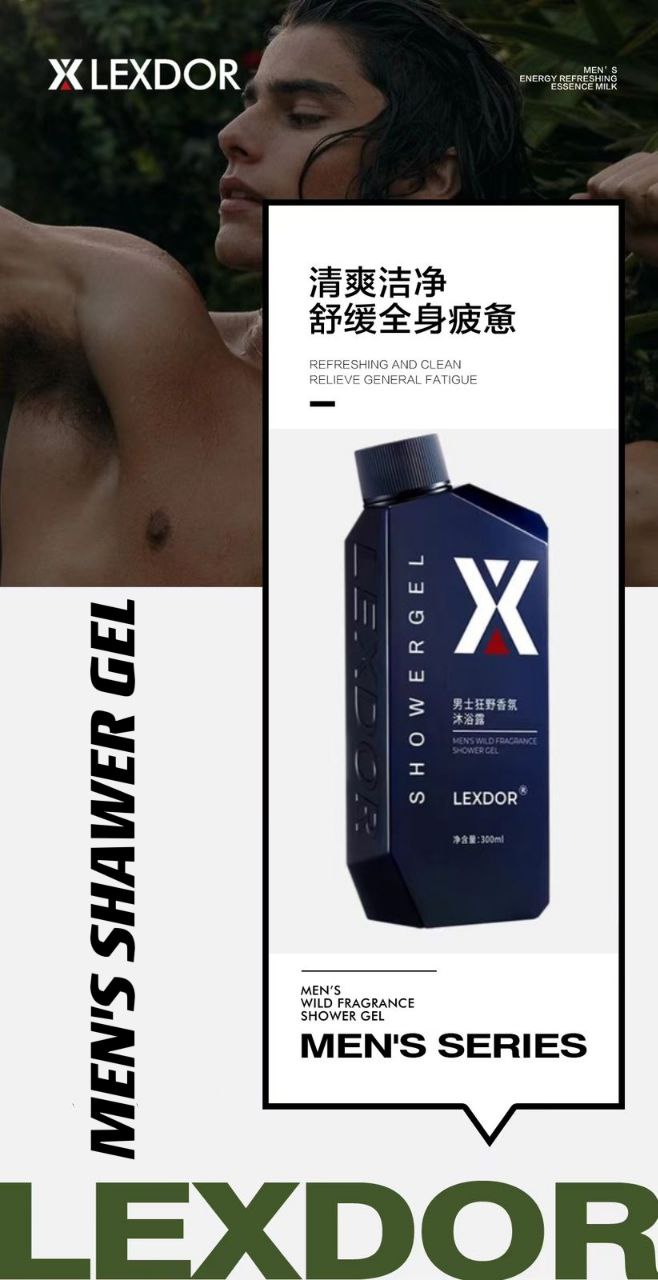 LEXDOR
MEN'S
ENERGY REFRESHING
ESSENCE MILK
清爽洁净
舒缓全身疲惫
REFRESHING AND CLEAN
RELIEVE GENERAL FATIGUE
LEXDOR
SHOWERGEL
男士狂野香氛
沐浴露
MEN'S WILD FRAGRANCE
SHOWER GEL
LEXDOR®
净含量:300ml
MEN'S SHAWER GEL
MEN'S
WILD FRAGRANCE
SHOWER GEL
MEN'S SERIES
LEXDOR